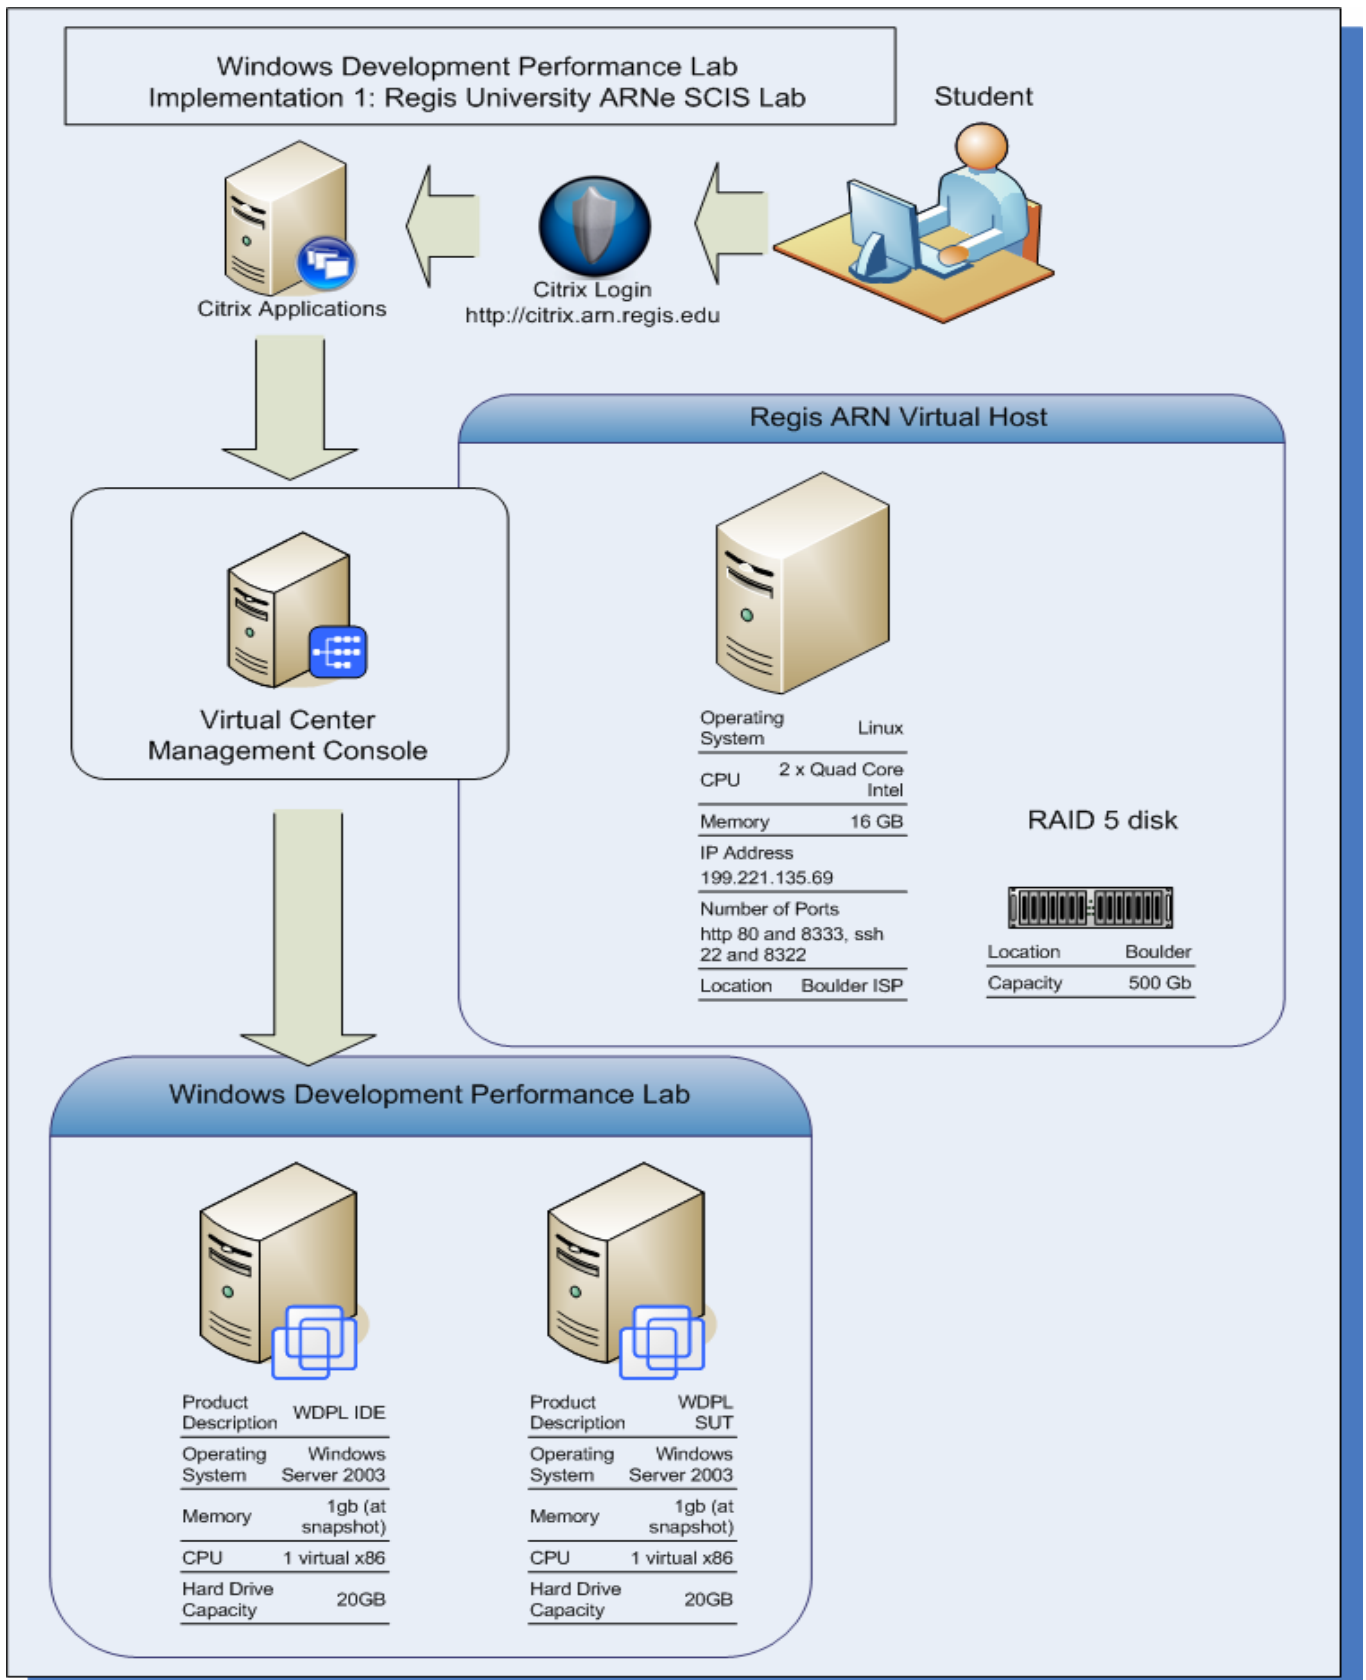 Windows Development Performance Lab
Implementation 1: Regis University ARNe SCIS Lab
Student
Citrix Applications
Citrix Login
http://citrix.arn.regis.edu
Regis ARN Virtual Host
Virtual Center
Management Console
Operating System Linux
CPU 2 x Quad Core Intel
Memory 16 GB
IP Address
199.221.135.69
Number of Ports
http 80 and 8333, ssh
22 and 8322
Location Boulder ISP
RAID 5 disk
Location Boulder
Capacity 500 Gb
Windows Development Performance Lab
Product Description WDPL IDE
Operating System Windows Server 2003
Memory 1gb (at snapshot)
CPU 1 virtual x86
Hard Drive Capacity 20GB
Product Description WDPL SUT
Operating System Windows Server 2003
Memory 1gb (at snapshot)
CPU 1 virtual x86
Hard Drive Capacity 20GB